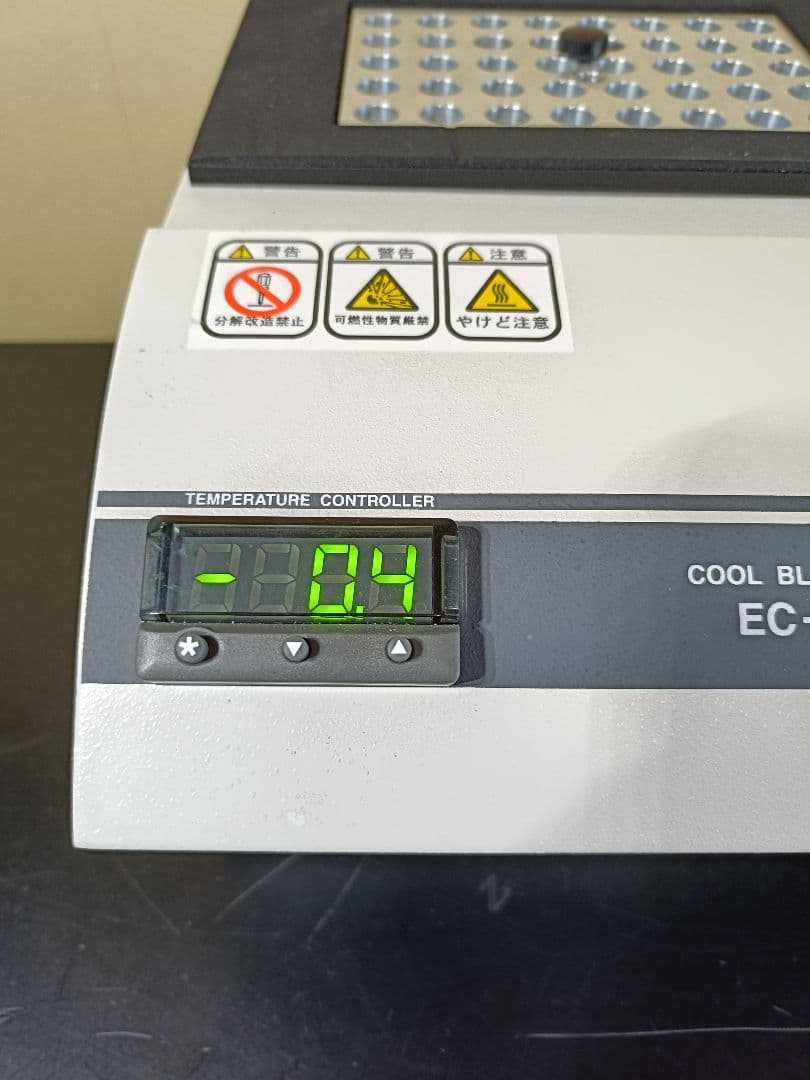 警告
分解改造禁止
警告
可燃性物質厳禁
注意
やけど注意
TEMPERATURE CONTROLLER
- 0.4
COOL BL
EC-